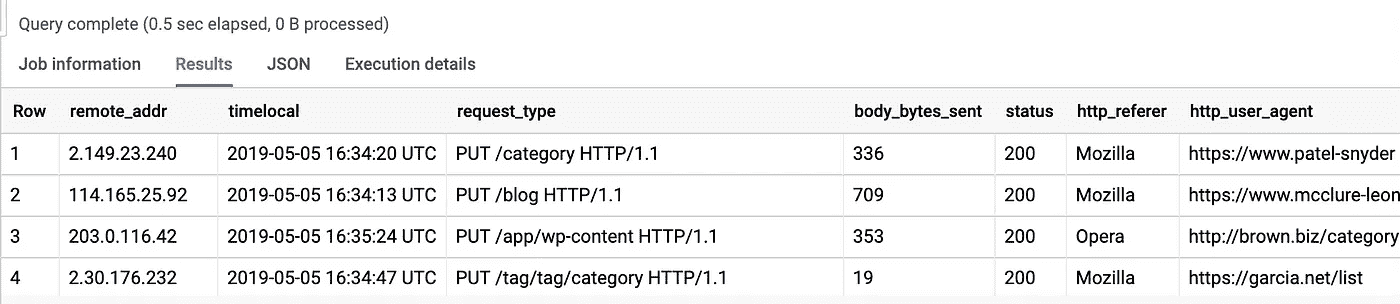 Query complete (0.5 sec elapsed, 0 B processed)
Job information Results JSON Execution details
Row remote_addr timelocal request_type body_bytes_sent status http_referer http_user_agent
1 2.149.23.240 2019-05-05 16:34:20 UTC PUT /category HTTP/1.1 336 200 Mozilla https://www.patel-snyder
2 114.165.25.92 2019-05-05 16:34:13 UTC PUT /blog HTTP/1.1 709 200 Mozilla https://www.mcclure-leon
3 203.0.116.42 2019-05-05 16:35:24 UTC PUT /app/wp-content HTTP/1.1 353 200 Opera http://brown.biz/category
4 2.30.176.232 2019-05-05 16:34:47 UTC PUT /tag/tag/category HTTP/1.1 19 200 Mozilla https://garcia.net/list